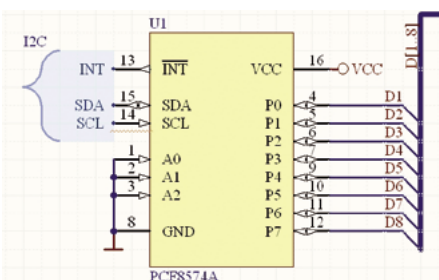 U1
I2C
INT 13 INT VCC 16 VCC
SDA 15 SDA P0 4 D1
SCL 14 SCL P1 5 D2
P2 6 D3
1 A0 P3 7 D4
2 A1 P4 9 D5
3 A2 P5 10 D6
P6 11 D7
8 GND P7 12 D8
D[1..8]
PCF8574A